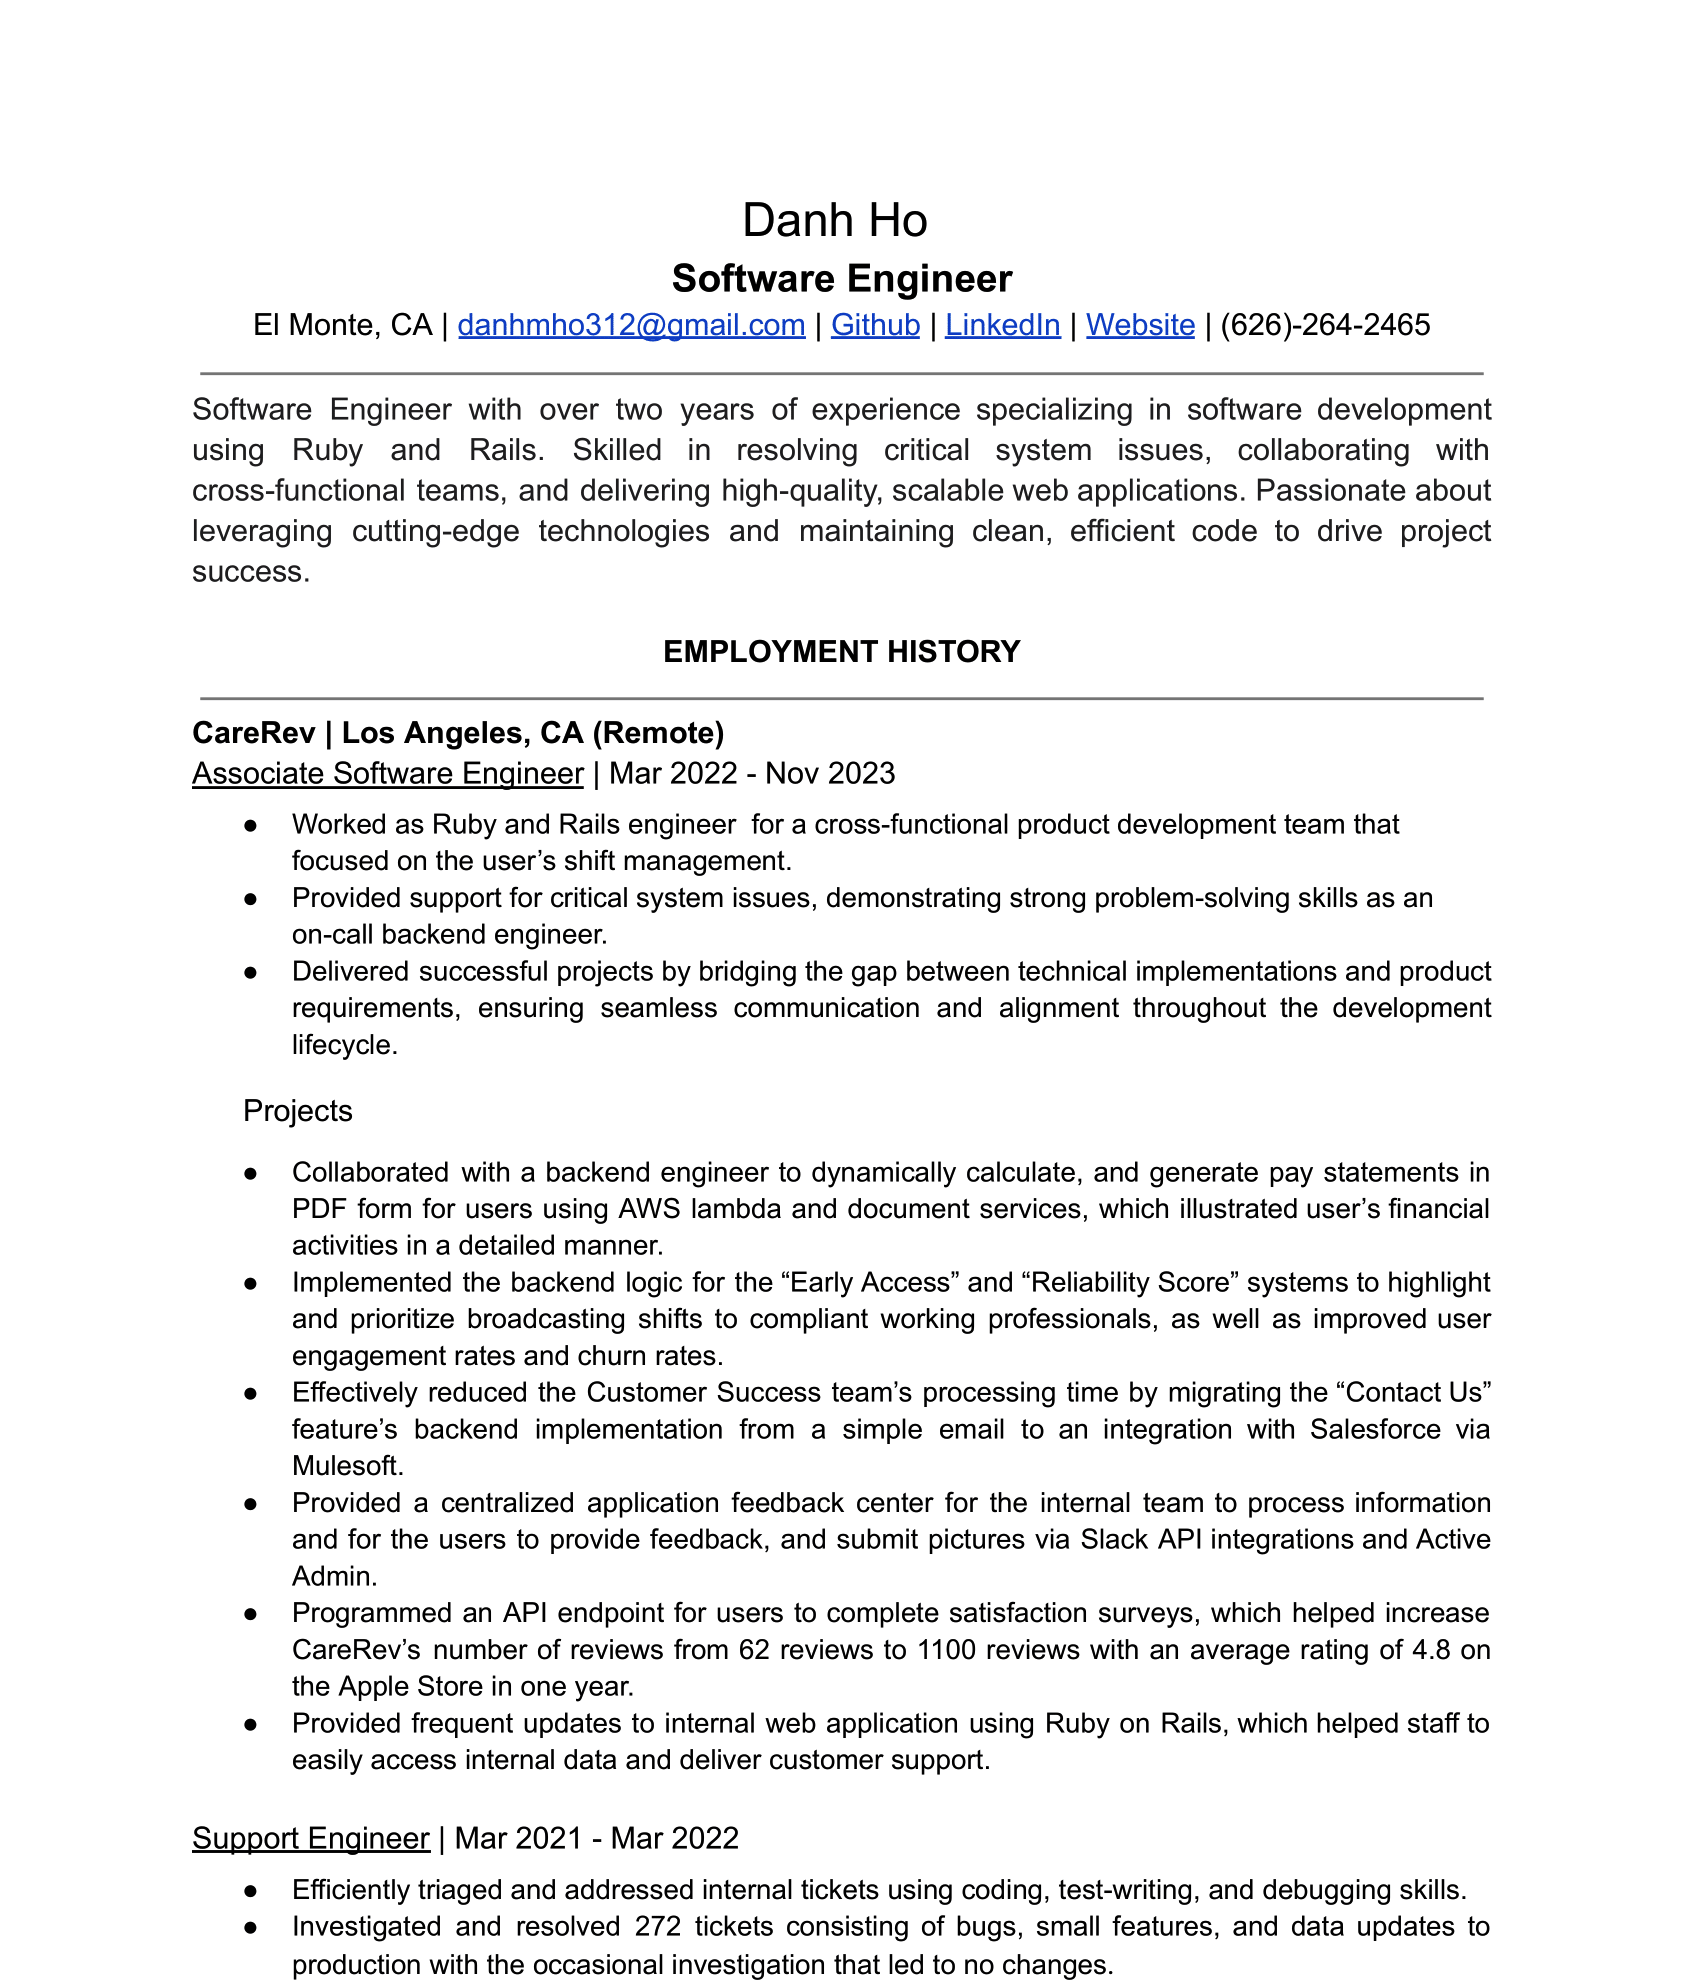 Danh Ho
Software Engineer
El Monte, CA | danhmho312@gmail.com | Github | LinkedIn | Website | (626)-264-2465
Software Engineer with over two years of experience specializing in software development
using Ruby and Rails. Skilled in resolving critical system issues, collaborating with
cross-functional teams, and delivering high-quality, scalable web applications. Passionate about
leveraging cutting-edge technologies and maintaining clean, efficient code to drive project
success.
EMPLOYMENT HISTORY
CareRev | Los Angeles, CA (Remote)
Associate Software Engineer | Mar 2022 - Nov 2023
● Worked as Ruby and Rails engineer  for a cross-functional product development team that
focused on the user’s shift management.
● Provided support for critical system issues, demonstrating strong problem-solving skills as an
on-call backend engineer.
● Delivered successful projects by bridging the gap between technical implementations and product
requirements, ensuring seamless communication and alignment throughout the development
lifecycle.
Projects
● Collaborated with a backend engineer to dynamically calculate, and generate pay statements in
PDF form for users using AWS lambda and document services, which illustrated user’s financial
activities in a detailed manner.
● Implemented the backend logic for the “Early Access” and “Reliability Score” systems to highlight
and prioritize broadcasting shifts to compliant working professionals, as well as improved user
engagement rates and churn rates.
● Effectively reduced the Customer Success team’s processing time by migrating the “Contact Us”
feature’s backend implementation from a simple email to an integration with Salesforce via
Mulesoft.
● Provided a centralized application feedback center for the internal team to process information
and for the users to provide feedback, and submit pictures via Slack API integrations and Active
Admin.
● Programmed an API endpoint for users to complete satisfaction surveys, which helped increase
CareRev’s number of reviews from 62 reviews to 1100 reviews with an average rating of 4.8 on
the Apple Store in one year.
● Provided frequent updates to internal web application using Ruby on Rails, which helped staff to
easily access internal data and deliver customer support.
Support Engineer | Mar 2021 - Mar 2022
● Efficiently triaged and addressed internal tickets using coding, test-writing, and debugging skills.
● Investigated and resolved 272 tickets consisting of bugs, small features, and data updates to
production with the occasional investigation that led to no changes.